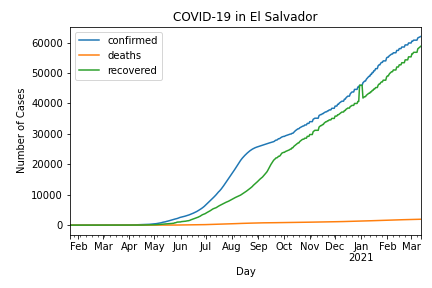 COVID-19 in El Salvador
confirmed
deaths
recovered
60000
50000
40000
30000
20000
10000
0
Number of Cases
Feb Mar Apr May Jun Jul Aug Sep Oct Nov Dec Jan Feb Mar
2021
Day